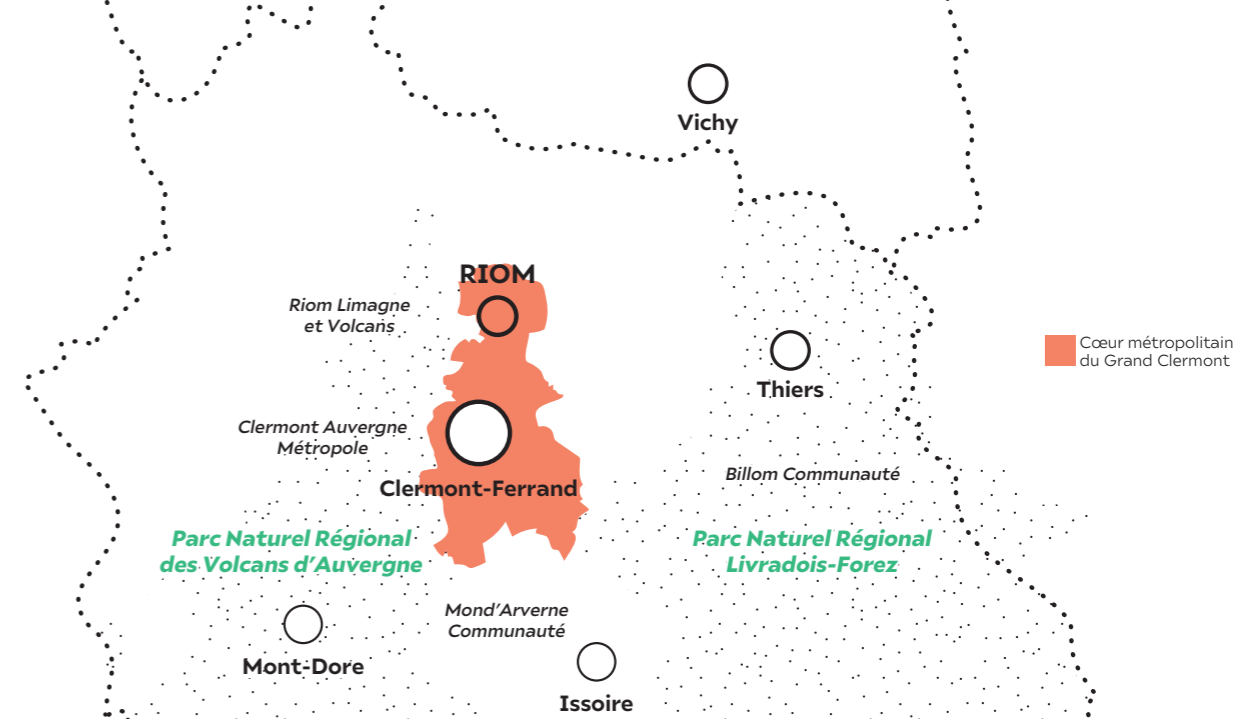 Vichy
RIOM
Riom Limagne
et Volcans
Cœur métropolitain
du Grand Clermont
Thiers
Clermont Auvergne
Métropole
Billom Communauté
Clermont-Ferrand
Parc Naturel Régional
des Volcans d'Auvergne
Parc Naturel Régional
Livradois-Forez
Mond'Arverne
Communauté
Mont-Dore
Issoire